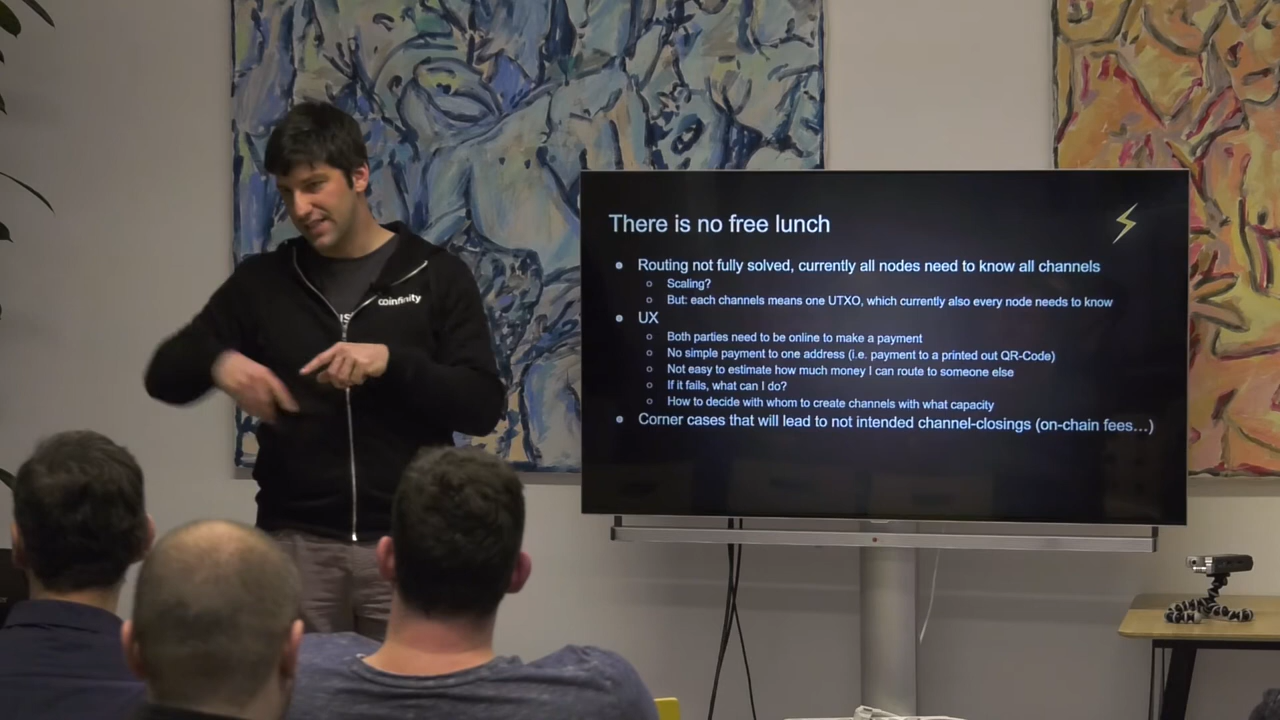 coinfinity
There is no free lunch
Routing not fully solved, currently all nodes need to know all channels
Scaling?
But: each channels means one UTXO, which currently also every node needs to know
UX
Both parties need to be online to make a payment
No simple payment to one address (i.e. payment to a printed out QR-Code)
Not easy to estimate how much money I can route to someone else
If it fails, what can I do?
How to decide with whom to create channels with what capacity
Corner cases that will lead to not intended channel-closings (on-chain fees…)